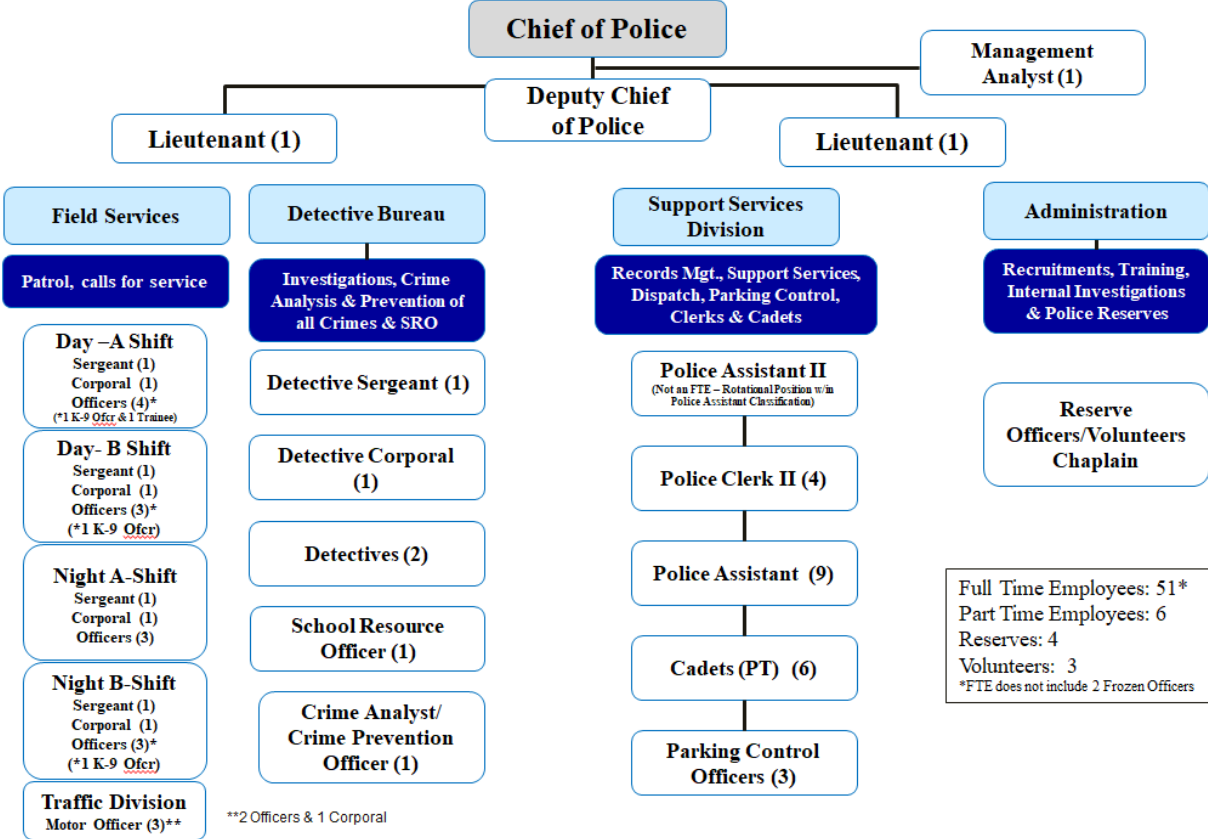 Chief of Police
Management
Analyst (1)
Deputy Chief
of Police
Lieutenant (1)
Lieutenant (1)
Field Services
Patrol, calls for service
Day –A Shift
Sergeant (1)
Corporal (1)
Officers (4)*
(*1 K-9 Ofcr & 1 Trainee)
Day- B Shift
Sergeant (1)
Corporal (1)
Officers (3)*
(*1 K-9 Ofcr)
Night A-Shift
Sergeant (1)
Corporal (1)
Officers (3)
Night B-Shift
Sergeant (1)
Corporal (1)
Officers (3)*
(*1 K-9 Ofcr)
Traffic Division
Motor Officer (3)**
**2 Officers & 1 Corporal
Detective Bureau
Investigations, Crime
Analysis & Prevention of
all Crimes & SRO
Detective Sergeant (1)
Detective Corporal
(1)
Detectives (2)
School Resource
Officer (1)
Crime Analyst/
Crime Prevention
Officer (1)
Support Services
Division
Records Mgt., Support Services,
Dispatch, Parking Control,
Clerks & Cadets
Police Assistant II
(Not an FTE – Rotational Position w/in
Police Assistant Classification)
Police Clerk II (4)
Police Assistant (9)
Cadets (PT) (6)
Parking Control
Officers (3)
Administration
Recruitments, Training,
Internal Investigations
& Police Reserves
Reserve
Officers/Volunteers
Chaplain
Full Time Employees: 51*
Part Time Employees: 6
Reserves: 4
Volunteers: 3
*FTE does not include 2 Frozen Officers